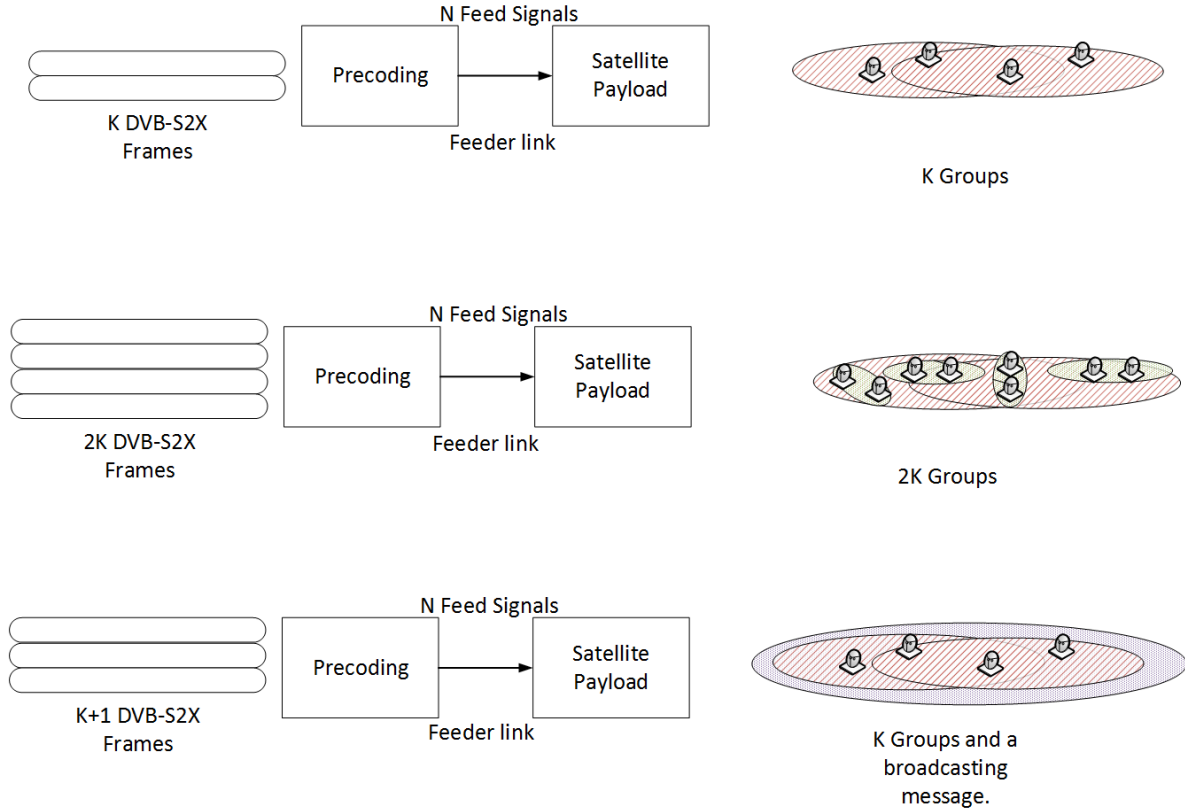 N Feed Signals
Precoding
Satellite
Payload
Feeder link
K DVB-S2X
Frames
K Groups
N Feed Signals
Precoding
Satellite
Payload
Feeder link
2K DVB-S2X
Frames
2K Groups
N Feed Signals
Precoding
Satellite
Payload
Feeder link
K+1 DVB-S2X
Frames
K Groups and a
broadcasting
message.